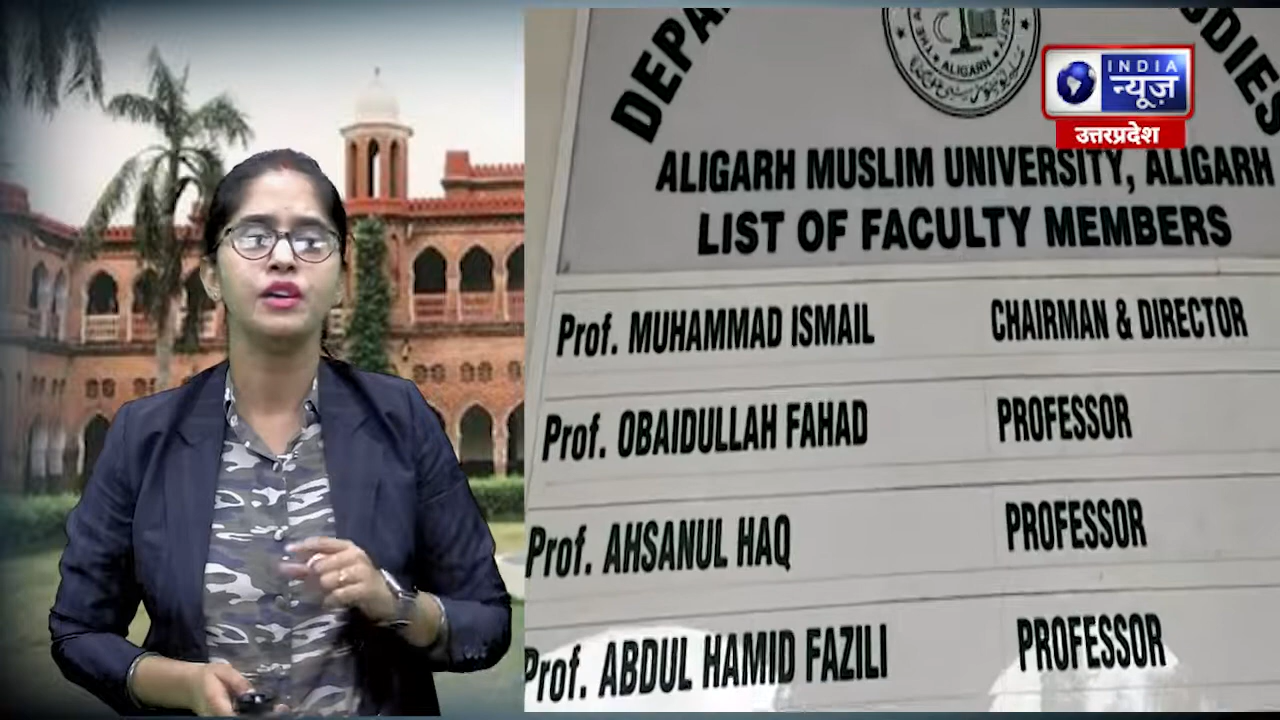 INDIA
न्यूज़
उत्तरप्रदेश
ALIGARH
ALIGARH MUSLIM UNIVERSITY, ALIGARH
LIST OF FACULTY MEMBERS
Prof. MUHAMMAD ISMAIL CHAIRMAN & DIRECTOR
Prof. OBAIDULLAH FAHAD PROFESSOR
Prof. AHSANUL HAQ PROFESSOR
Prof. ABDUL HAMID FAZILI PROFESSOR